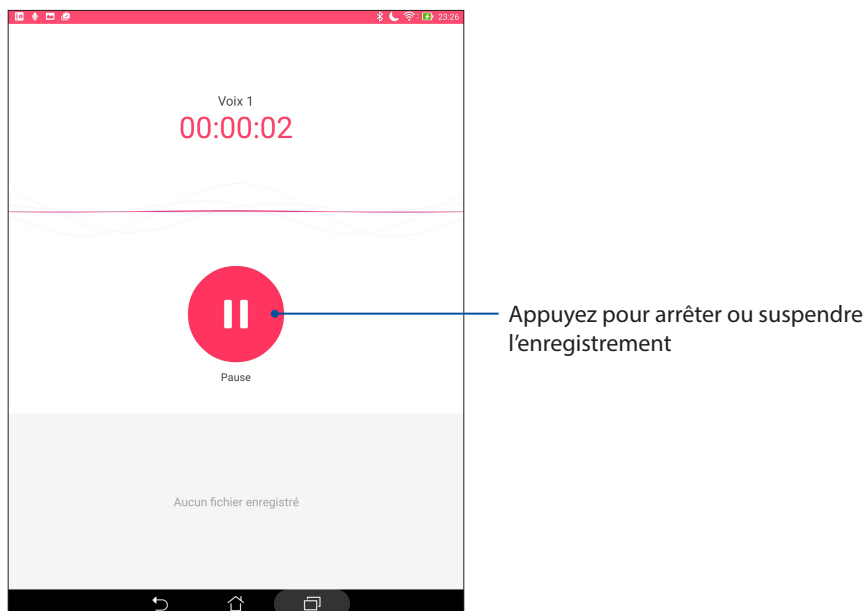 23:26
Voix 1
00:00:02
Appuyez pour arrêter ou suspendre
l’enregistrement
Pause
Aucun fichier enregistré